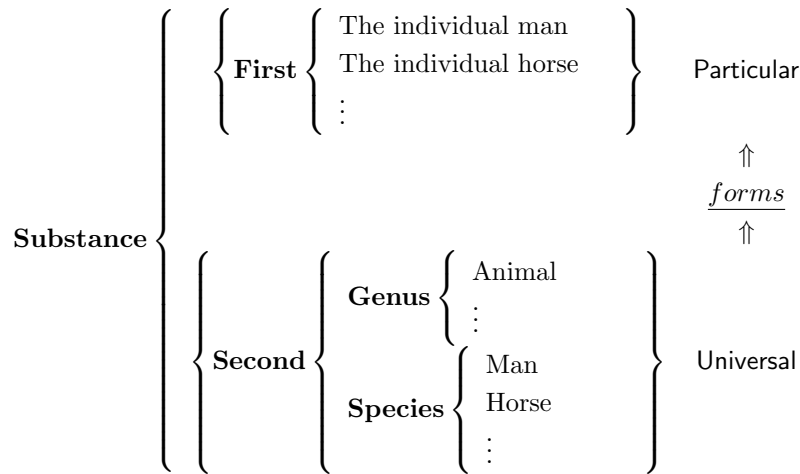 The individual man
First The individual horse Particular
⋮
⇑
forms
Substance ⇑
Animal
Genus
⋮
Second Man Universal
Species Horse
⋮